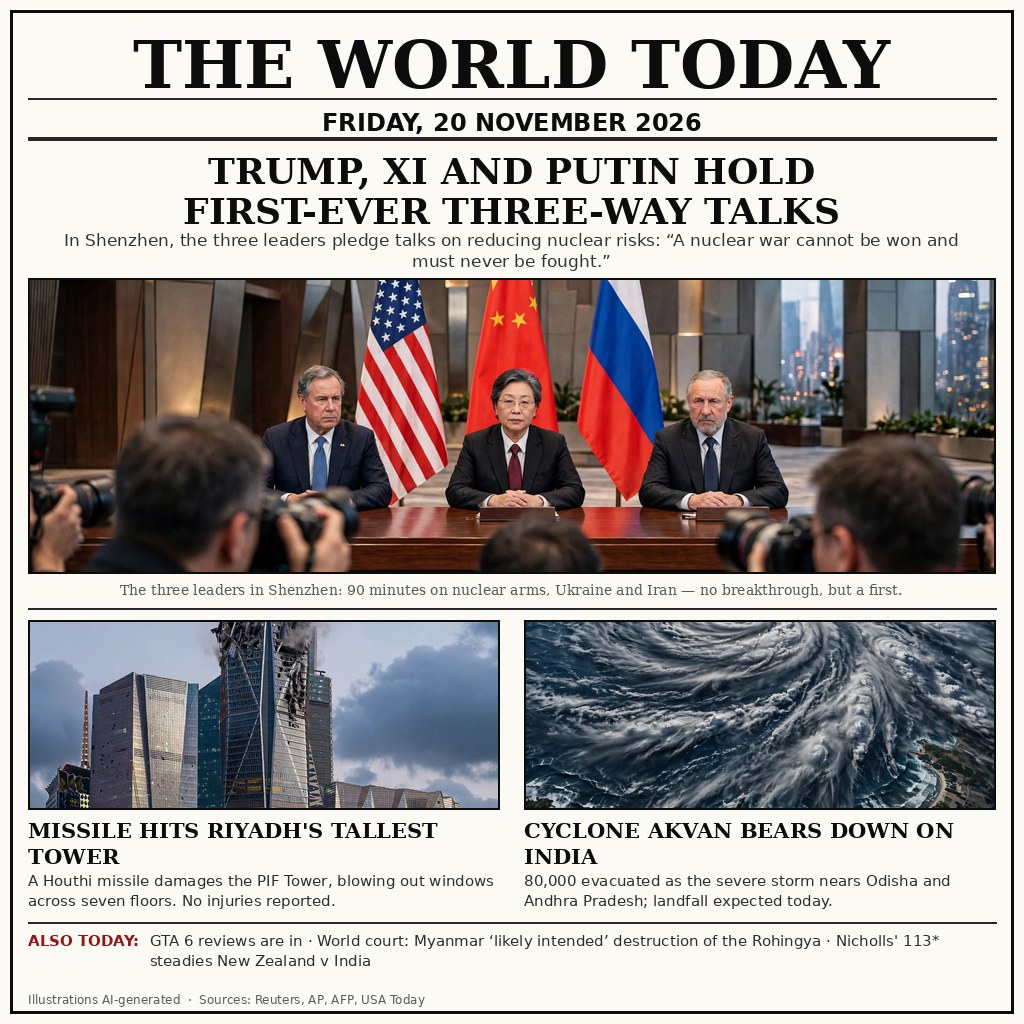 THE WORLD TODAY
FRIDAY, 20 NOVEMBER 2026
TRUMP, XI AND PUTIN HOLD
FIRST-EVER THREE-WAY TALKS
In Shenzhen, the three leaders pledge talks on reducing nuclear risks: “A nuclear war cannot be won and
must never be fought.”
The three leaders in Shenzhen: 90 minutes on nuclear arms, Ukraine and Iran — no breakthrough, but a first.
MISSILE HITS RIYADH'S TALLEST
TOWER
A Houthi missile damages the PIF Tower, blowing out windows
across seven floors. No injuries reported.
CYCLONE AKVAN BEARS DOWN ON
INDIA
80,000 evacuated as the severe storm nears Odisha and
Andhra Pradesh; landfall expected today.
ALSO TODAY: GTA 6 reviews are in · World court: Myanmar ‘likely intended’ destruction of the Rohingya · Nicholls' 113*
steadies New Zealand v India
Illustrations AI-generated · Sources: Reuters, AP, AFP, USA Today